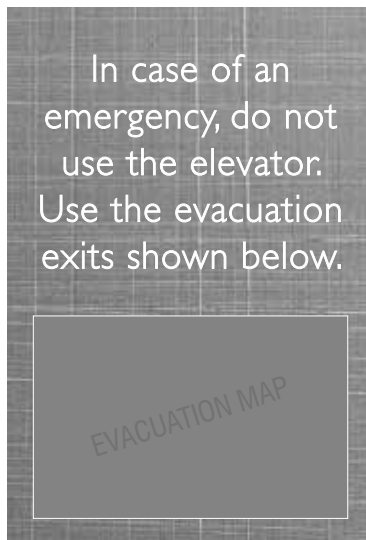 In case of an
emergency, do not
use the elevator.
Use the evacuation
exits shown below.
EVACUATION MAP